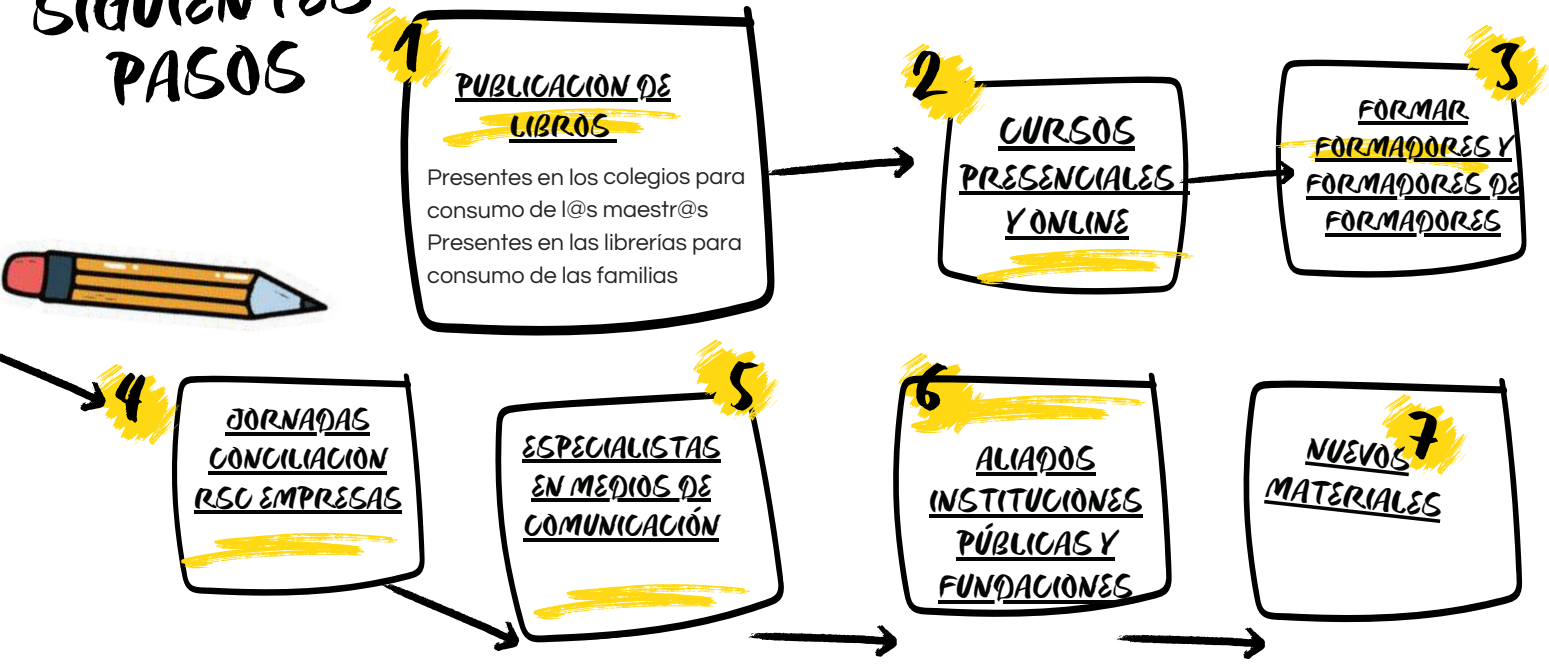 SIGUIENTES
PASOS
1
PUBLICACION DE
LIBROS
Presentes en los colegios para
consumo de l@s maestr@s
Presentes en las librerías para
consumo de las familias
2
CURSOS
PRESENCIALES
Y ONLINE
3
FORMAR
FORMADORES Y
FORMADORES DE
FORMADORES
4
JORNADAS
CONCILIACION
RSC EMPRESAS
5
ESPECIALISTAS
EN MEDIOS DE
COMUNICACIÓN
6
ALIADOS
INSTITUCIONES
PÚBLICAS Y
FUNDACIONES
7
NUEVOS
MATERIALES